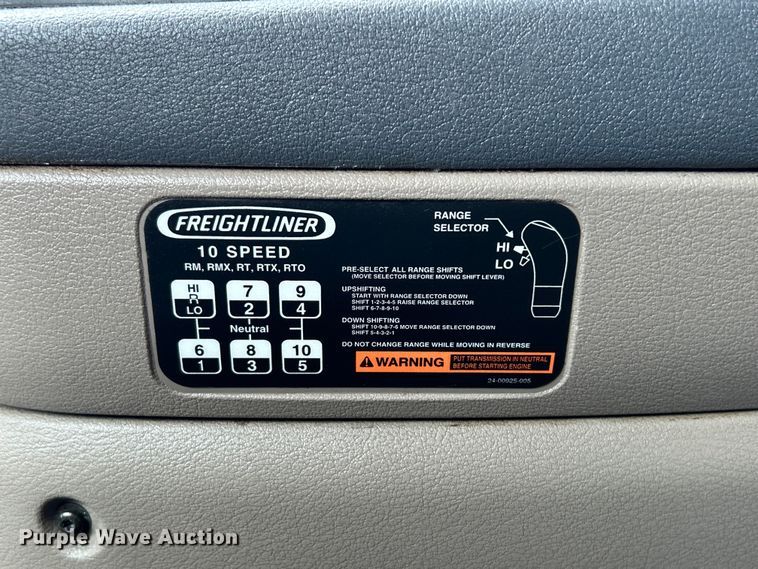 FREIGHTLINER
10 SPEED
RM, RMX, RT, RTX, RTO
HI
R
LO
7
2
9
4
Neutral
6
1
8
3
10
5
RANGE
SELECTOR
HI
LO
PRE-SELECT ALL RANGE SHIFTS
(MOVE SELECTOR BEFORE MOVING SHIFT LEVER)
UPSHIFTING
START WITH RANGE SELECTOR DOWN
SHIFT 1-2-3-4-5 RAISE RANGE SELECTOR
SHIFT 6-7-8-9-10
DOWN SHIFTING
SHIFT 10-9-8-7-6 MOVE RANGE SELECTOR DOWN
SHIFT 5-4-3-2-1
DO NOT CHANGE RANGE WHILE MOVING IN REVERSE
WARNING
PUT TRANSMISSION IN NEUTRAL
BEFORE STARTING ENGINE
24-00925-005
Purple Wave Auction